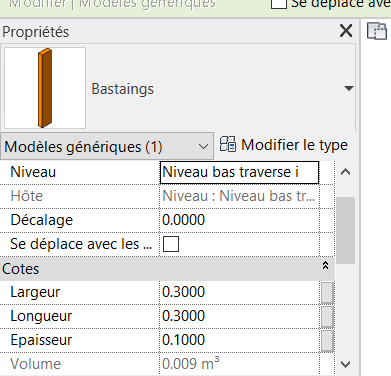 Modifier | Modèles génériques
Se déplace ave
Propriétés
Bastaings
Modèles génériques (1)
Modifier le type
Niveau Niveau bas traverse i
Hôte Niveau : Niveau bas tr...
Décalage 0.0000
Se déplace avec les ...
Cotes
Largeur 0.3000
Longueur 0.3000
Epaisseur 0.1000
Volume 0.009 m³